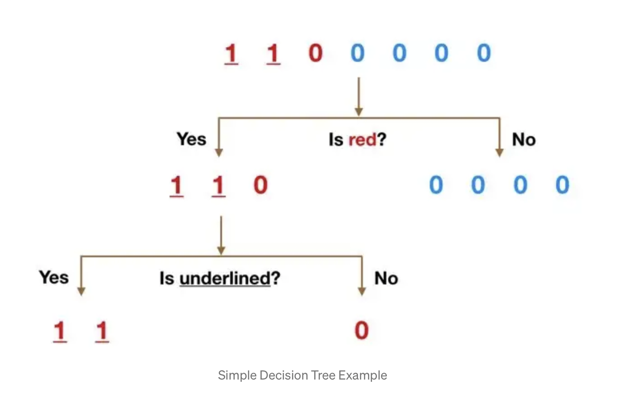 1 1 0 0 0 0 0
Yes Is red? No
1 1 0 0 0 0 0
Yes Is underlined? No
1 1 0
Simple Decision Tree Example